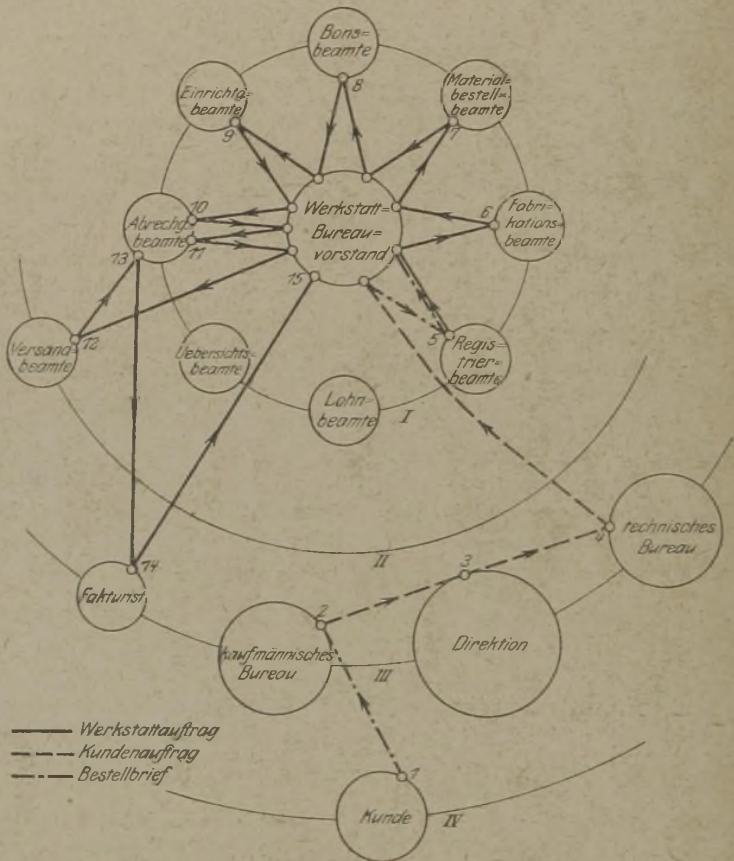 Bons=
beamte
8
Einrichtg=
beamte
9
Material=
bestell=
beamte
7
Abrechg=
beamte
10
11
13
Werkstatt=
Bureau=
vorstand
15
6
Fabri=
kations=
beamte
5
Regis=
trier=
beamte
Versand=
beamte
12
Uebersichts=
beamte
Lohn=
beamte
I
II
4
technisches
Bureau
14
Fakturist
2
kaufmännisches
Bureau
3
Direktion
III
Werkstattauftrag
Kundenauftrag
Bestellbrief
1
Kunde
IV